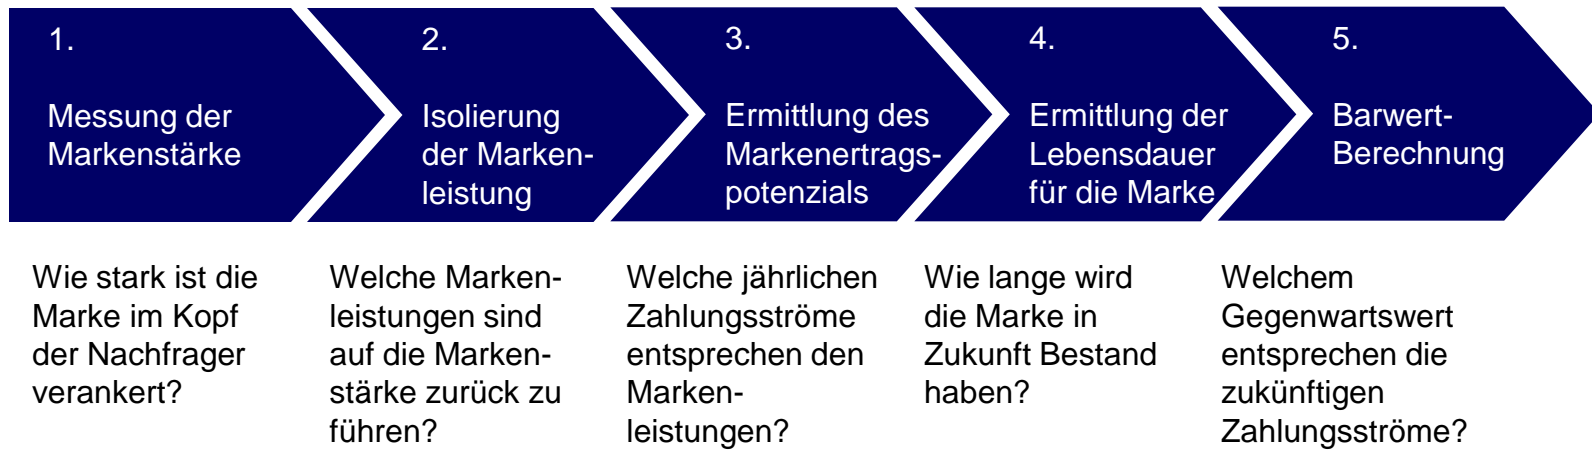 1.
Messung der
Markenstärke
2.
Isolierung
der Marken-
leistung
3.
Ermittlung des
Markenertrags-
potenzials
4.
Ermittlung der
Lebensdauer
für die Marke
5.
Barwert-
Berechnung
Wie stark ist die
Marke im Kopf
der Nachfrager
verankert?
Welche Marken-
leistungen sind
auf die Marken-
stärke zurück zu
führen?
Welche jährlichen
Zahlungsströme
entsprechen den
Marken-
leistungen?
Wie lange wird
die Marke in
Zukunft Bestand
haben?
Welchem
Gegenwartswert
entsprechen die
zukünftigen
Zahlungsströme?